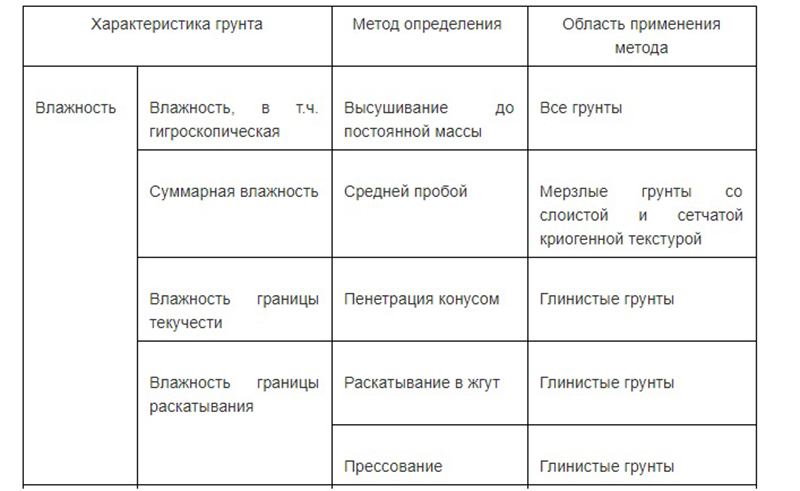 Характеристика грунта
Метод определения
Область применения
метода
Влажность
Влажность, в т.ч.
гигроскопическая
Высушивание до
постоянной массы
Все грунты
Суммарная влажность
Средней пробой
Мерзлые грунты со
слоистой и сетчатой
криогенной текстурой
Влажность границы
текучести
Пенетрация конусом
Глинистые грунты
Влажность границы
раскатывания
Раскатывание в жгут
Глинистые грунты
Прессование
Глинистые грунты